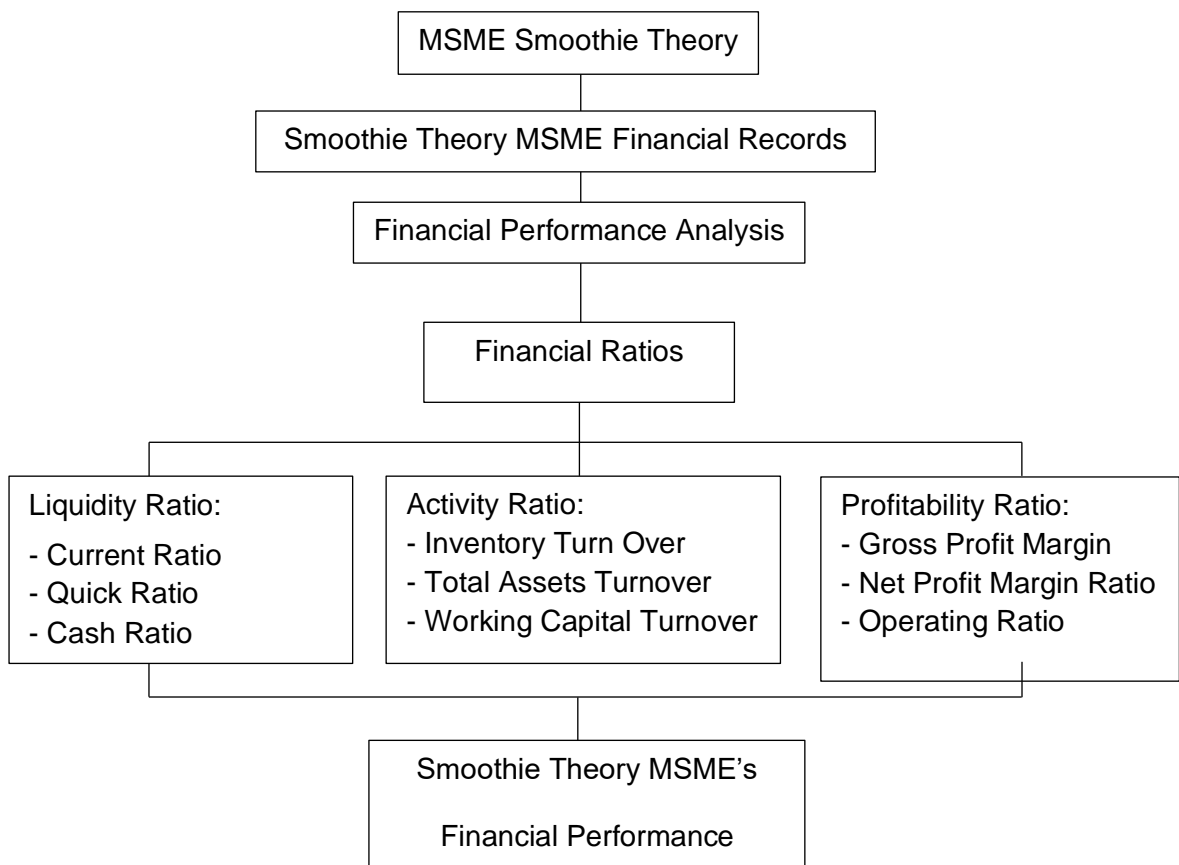 MSME Smoothie Theory
Smoothie Theory MSME Financial Records
Financial Performance Analysis
Financial Ratios
Liquidity Ratio:
- Current Ratio
- Quick Ratio
- Cash Ratio
Activity Ratio:
- Inventory Turn Over
- Total Assets Turnover
- Working Capital Turnover
Profitability Ratio:
- Gross Profit Margin
- Net Profit Margin Ratio
- Operating Ratio
Smoothie Theory MSME’s
Financial Performance